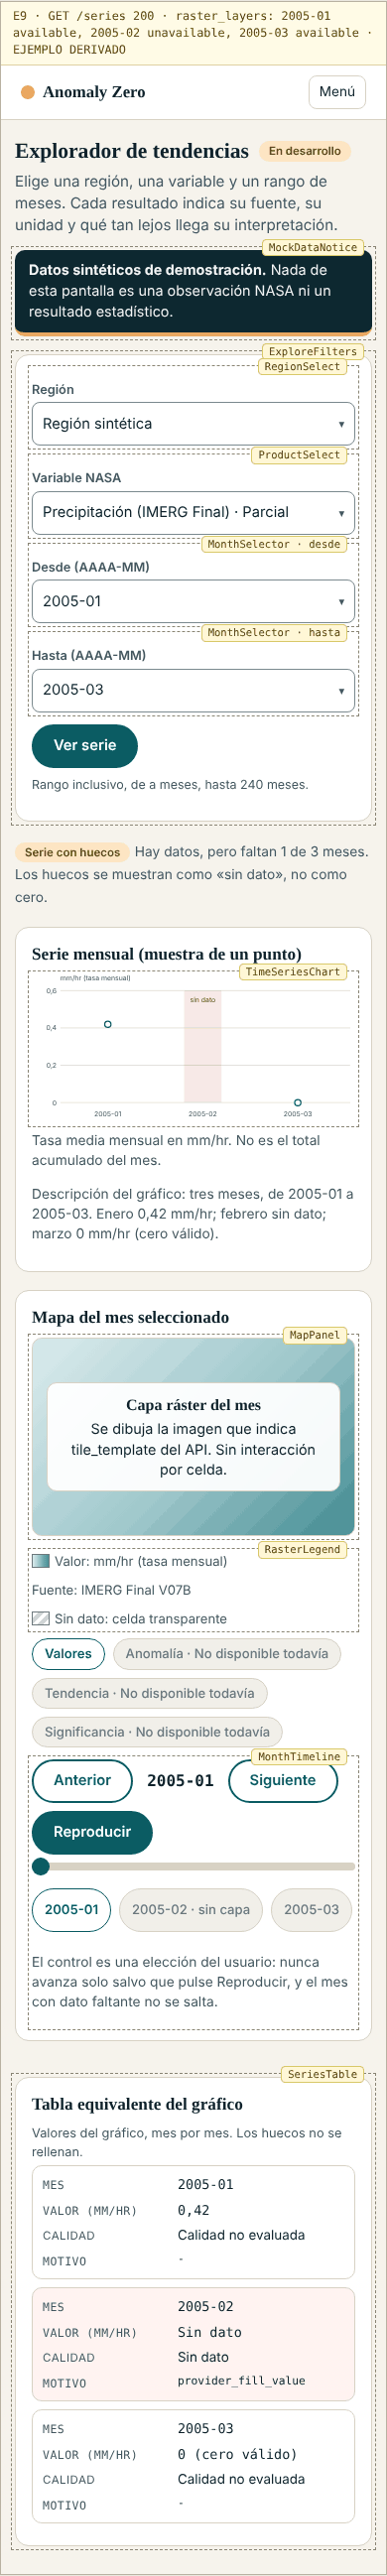 E9 · GET /series 200 · raster_layers: 2005-01
available, 2005-02 unavailable, 2005-03 available ·
EJEMPLO DERIVADO
Anomaly Zero
Menú
Explorador de tendencias
En desarrollo
Elige una región, una variable y un rango de
meses. Cada resultado indica su fuente, su
unidad y qué tan lejos llega su interpretación.
MockDataNotice
Datos sintéticos de demostración. Nada de
esta pantalla es una observación NASA ni un
resultado estadístico.
ExploreFilters
RegionSelect
Región
Región sintética
ProductSelect
Variable NASA
Precipitación (IMERG Final) · Parcial
MonthSelector · desde
Desde (AAAA-MM)
2005-01
MonthSelector · hasta
Hasta (AAAA-MM)
2005-03
Ver serie
Rango inclusivo, de a meses, hasta 240 meses.
Serie con huecos Hay datos, pero faltan 1 de 3 meses.
Los huecos se muestran como «sin dato», no como
cero.
Serie mensual (muestra de un punto)
TimeSeriesChart
mm/hr (tasa mensual)
0,6
sin dato
0,4
0,2
0
2005-01 2005-02 2005-03
Tasa media mensual en mm/hr. No es el total
acumulado del mes.
Descripción del gráfico: tres meses, de 2005-01 a
2005-03. Enero 0,42 mm/hr; febrero sin dato;
marzo 0 mm/hr (cero válido).
Mapa del mes seleccionado
MapPanel
Capa ráster del mes
Se dibuja la imagen que indica
tile_template del API. Sin interacción
por celda.
RasterLegend
Valor: mm/hr (tasa mensual)
Fuente: IMERG Final V07B
Sin dato: celda transparente
Valores
Anomalía · No disponible todavía
Tendencia · No disponible todavía
Significancia · No disponible todavía
MonthTimeline
Anterior
2005-01
Siguiente
Reproducir
2005-01
2005-02 · sin capa
2005-03
El control es una elección del usuario: nunca
avanza solo salvo que pulse Reproducir, y el mes
con dato faltante no se salta.
SeriesTable
Tabla equivalente del gráfico
Valores del gráfico, mes por mes. Los huecos no se
rellenan.
MES 2005-01
VALOR (MM/HR) 0,42
CALIDAD Calidad no evaluada
MOTIVO -
MES 2005-02
VALOR (MM/HR) Sin dato
CALIDAD Sin dato
MOTIVO provider_fill_value
MES 2005-03
VALOR (MM/HR) 0 (cero válido)
CALIDAD Calidad no evaluada
MOTIVO -